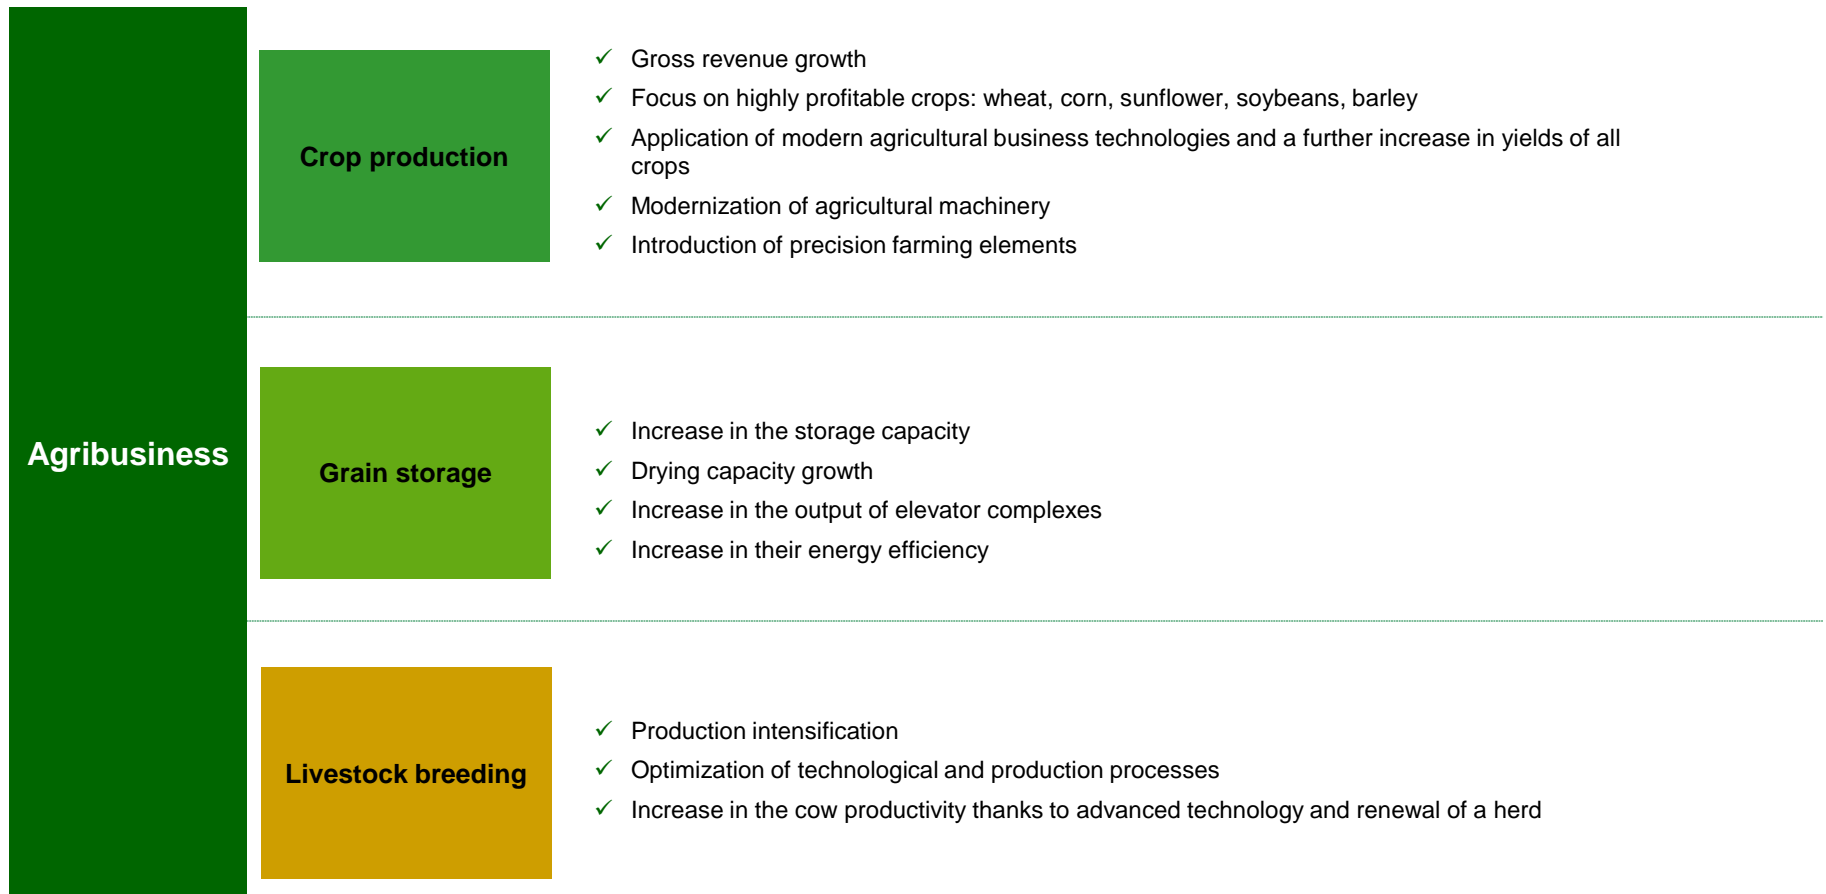 Agribusiness
Crop production
✓ Gross revenue growth
✓ Focus on highly profitable crops: wheat, corn, sunflower, soybeans, barley
✓ Application of modern agricultural business technologies and a further increase in yields of all
crops
✓ Modernization of agricultural machinery
✓ Introduction of precision farming elements
Grain storage
✓ Increase in the storage capacity
✓ Drying capacity growth
✓ Increase in the output of elevator complexes
✓ Increase in their energy efficiency
Livestock breeding
✓ Production intensification
✓ Optimization of technological and production processes
✓ Increase in the cow productivity thanks to advanced technology and renewal of a herd